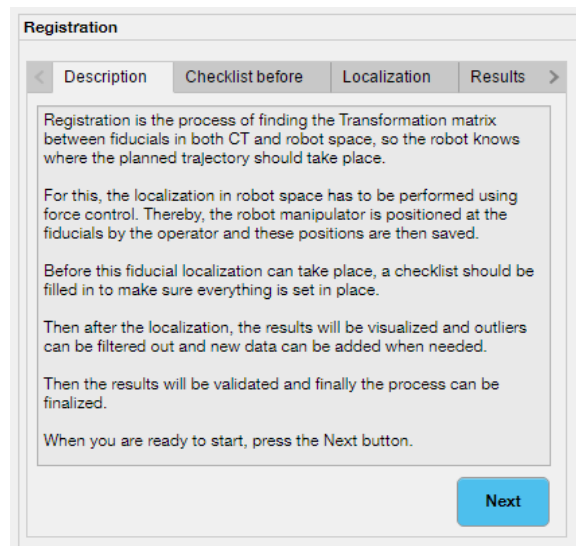 Registration
Description
Checklist before
Localization
Results
Registration is the process of finding the Transformation matrix
between fiducials in both CT and robot space, so the robot knows
where the planned trajectory should take place.
For this, the localization in robot space has to be performed using
force control. Thereby, the robot manipulator is positioned at the
fiducials by the operator and these positions are then saved.
Before this fiducial localization can take place, a checklist should be
filled in to make sure everything is set in place.
Then after the localization, the results will be visualized and outliers
can be filtered out and new data can be added when needed.
Then the results will be validated and finally the process can be
finalized.
When you are ready to start, press the Next button.
Next